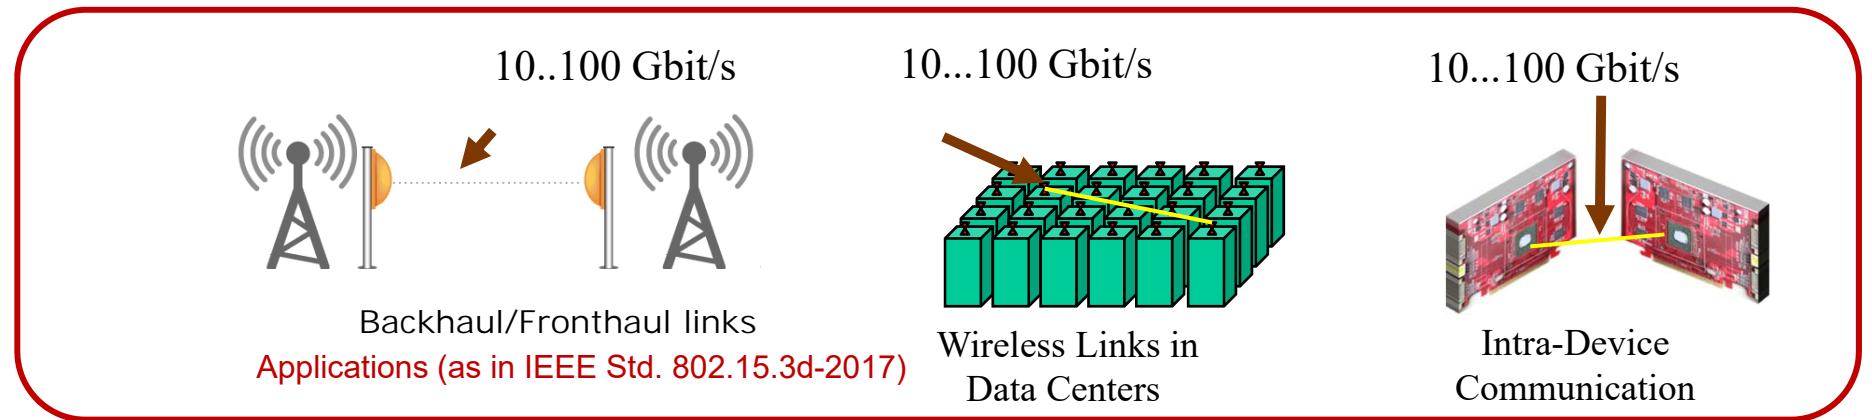 10..100 Gbit/s
Backhaul/Fronthaul links
Applications (as in IEEE Std. 802.15.3d-2017)
10...100 Gbit/s
Wireless Links in
Data Centers
10...100 Gbit/s
Intra-Device
Communication